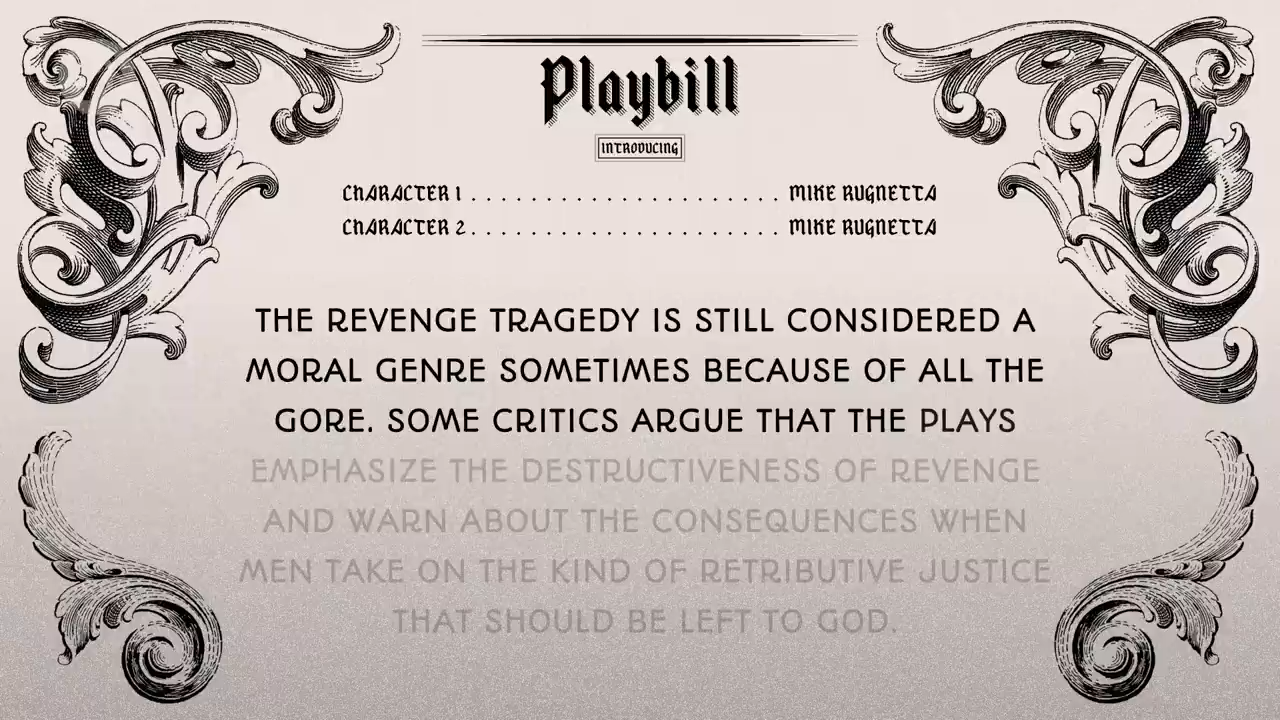 Playbill
INTRODUCING
CHARACTER 1 . . . . . . . . . . . . . . . . . . . . . . MIKE RUGNETTA
CHARACTER 2 . . . . . . . . . . . . . . . . . . . . . . MIKE RUGNETTA
THE REVENGE TRAGEDY IS STILL CONSIDERED A
MORAL GENRE SOMETIMES BECAUSE OF ALL THE
GORE. SOME CRITICS ARGUE THAT THE PLAYS
EMPHASIZE THE DESTRUCTIVENESS OF REVENGE
AND WARN ABOUT THE CONSEQUENCES WHEN
MEN TAKE ON THE KIND OF RETRIBUTIVE JUSTICE
THAT SHOULD BE LEFT TO GOD.